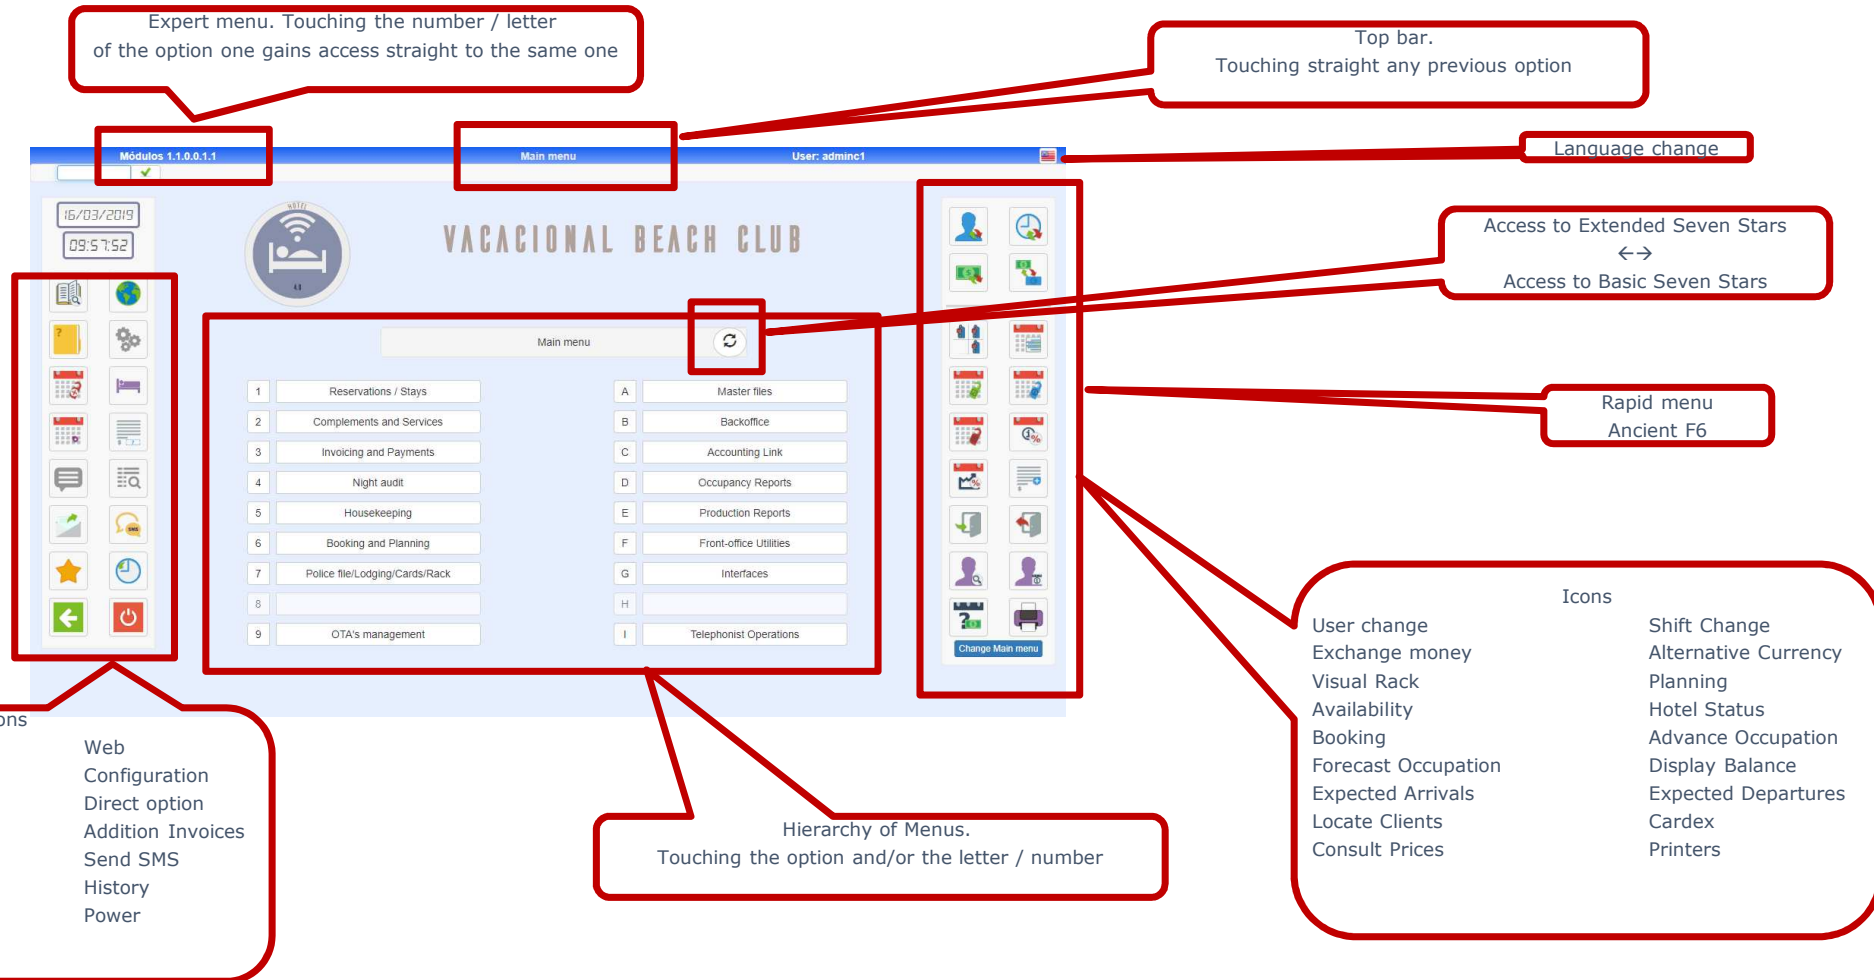 Expert menu. Touching the number / letter
of the option one gains access straight to the same one
Top bar.
Touching straight any previous option
Language change
Módulos 1.1.0.0.1.1
Main menu
User: adminc1
16/03/2019
09:57:52
HOTEL
4.0
VACACIONAL BEACH CLUB
Access to Extended Seven Stars
←→
Access to Basic Seven Stars
Main menu
1 Reservations / Stays
2 Complements and Services
3 Invoicing and Payments
4 Night audit
5 Housekeeping
6 Booking and Planning
7 Police file/Lodging/Cards/Rack
8
9 OTA's management
A Master files
B Backoffice
C Accounting Link
D Occupancy Reports
E Production Reports
F Front-office Utilities
G Interfaces
H
I Telephonist Operations
SMS
Change Main menu
Rapid menu
Ancient F6
Icons
User change Shift Change
Exchange money Alternative Currency
Visual Rack Planning
Availability Hotel Status
Booking Advance Occupation
Forecast Occupation Display Balance
Expected Arrivals Expected Departures
Locate Clients Cardex
Consult Prices Printers
ons
Web
Configuration
Direct option
Addition Invoices
Send SMS
History
Power
Hierarchy of Menus.
Touching the option and/or the letter / number